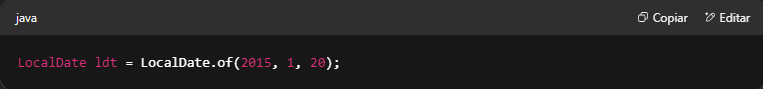 java Copiar Editar
LocalDate ldt = LocalDate.of(2015, 1, 20);